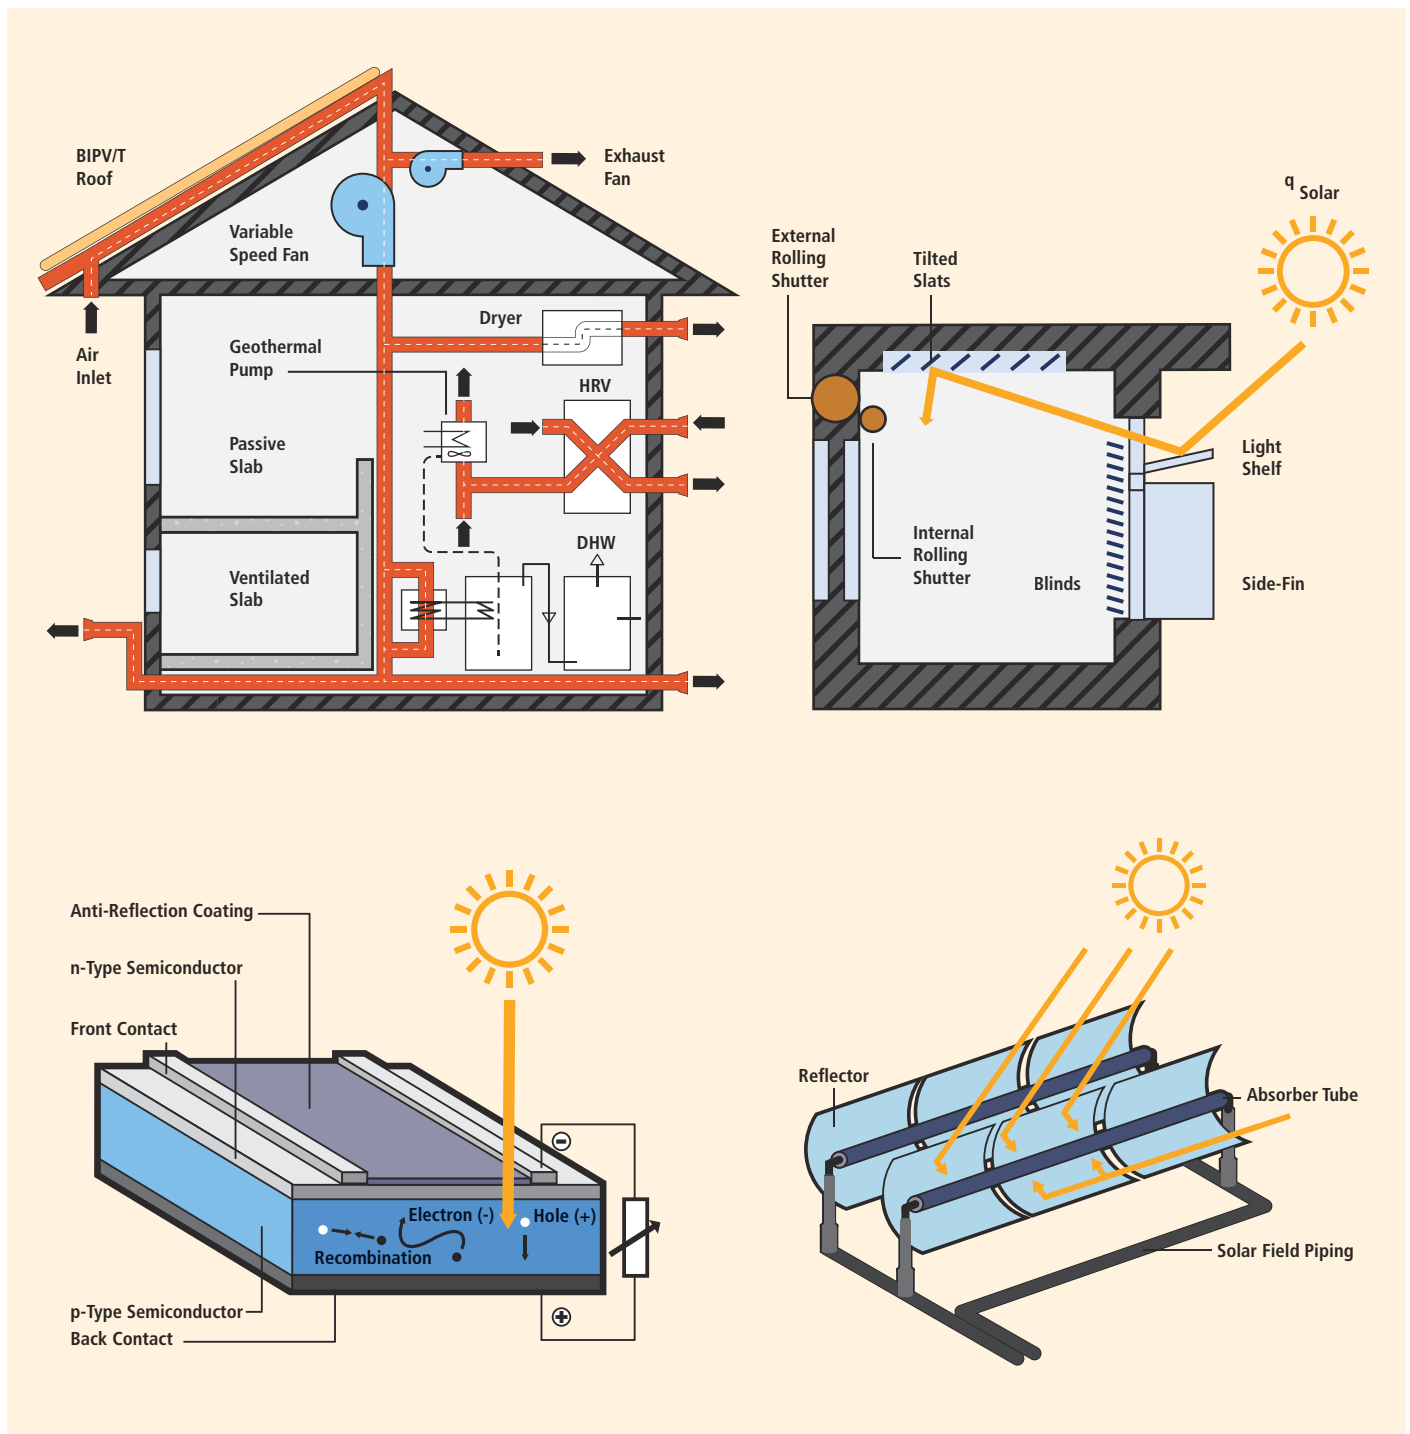 BIPV/T
Roof
Exhaust
Fan
Variable
Speed Fan
Air
Inlet
Dryer
Geothermal
Pump
HRV
Passive
Slab
DHW
Ventilated
Slab
q
Solar
External
Rolling
Shutter
Tilted
Slats
Light
Shelf
Internal
Rolling
Shutter
Blinds
Side-Fin
Anti-Reflection Coating
n-Type Semiconductor
Front Contact
Electron (-)
Hole (+)
Recombination
p-Type Semiconductor
Back Contact
Reflector
Absorber Tube
Solar Field Piping